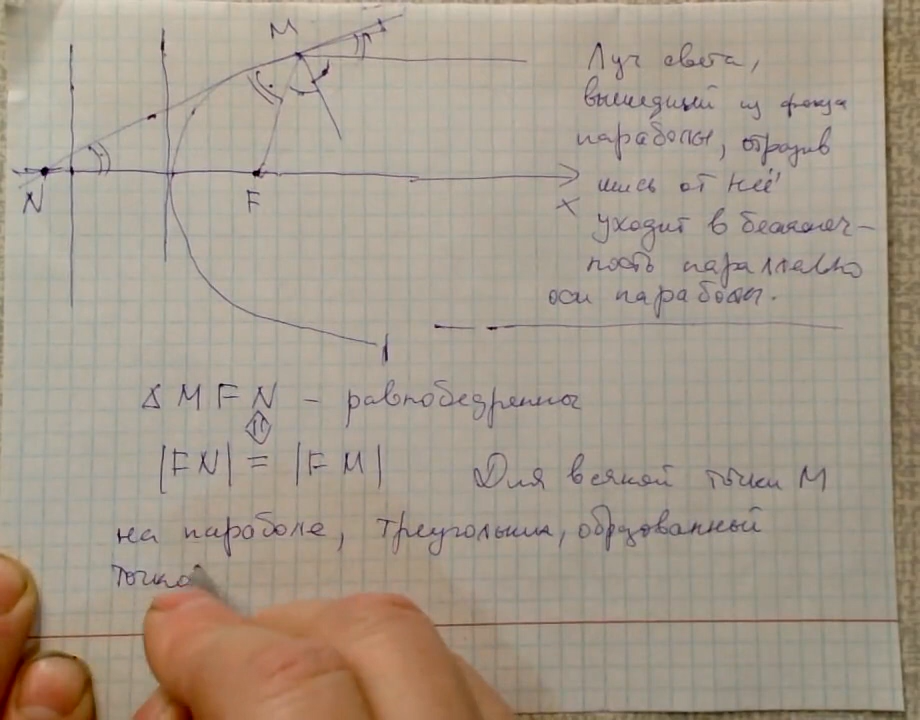 M
N
F
x
Луч света,
вышедший из фокуса
параболы, отразив
шись от неё
уходит в бесконеч-
ность параллельно
оси параболы.
Δ M F N - равнобедренный
|FN| = |FM|
Для всякой точки M
на параболе, треугольник, образованный
точкой